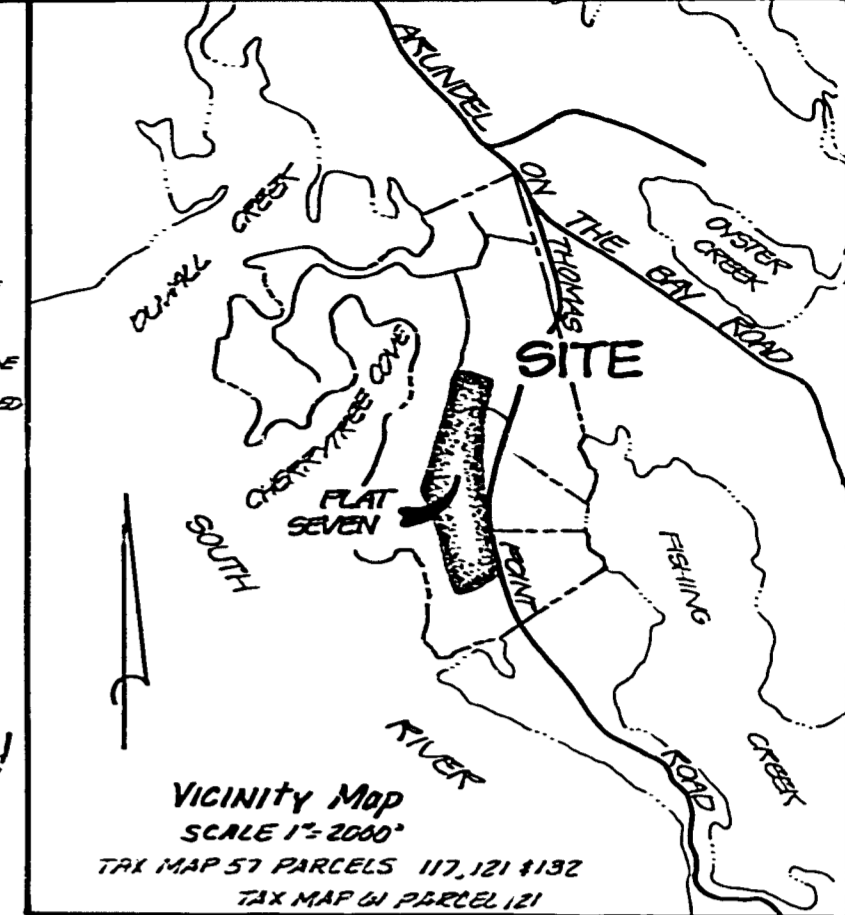 ARUNDEL ON THE BAY ROAD
THOMAS POINT ROAD
OYSTER
CREEK
DUVALL CREEK
SITE
CHERRYTREE COVE
PLAT
SEVEN
SOUTH RIVER
FISHING CREEK
Vicinity Map
SCALE 1"= 2000'
TAX MAP 57 PARCELS 117, 121 & 132
TAX MAP 61 PARCEL 121